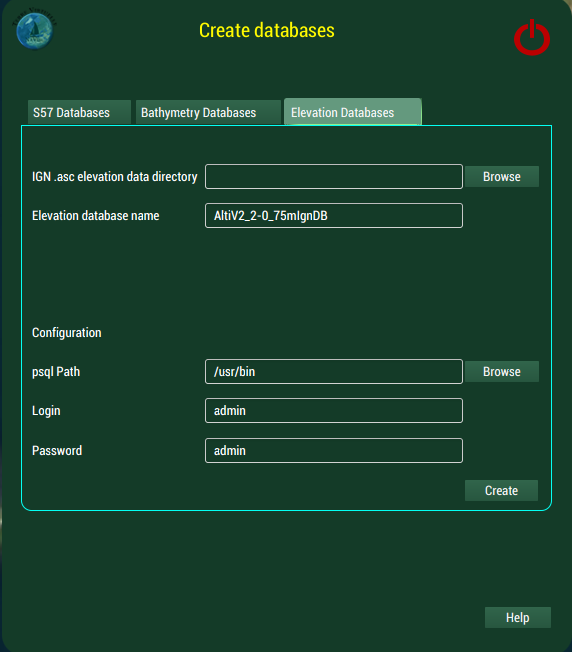 Create databases
S57 Databases Bathymetry Databases Elevation Databases
IGN .asc elevation data directory Browse
Elevation database name AltiV2_2-0_75mIgnDB
Configuration
psql Path /usr/bin Browse
Login admin
Password admin
Create
Help